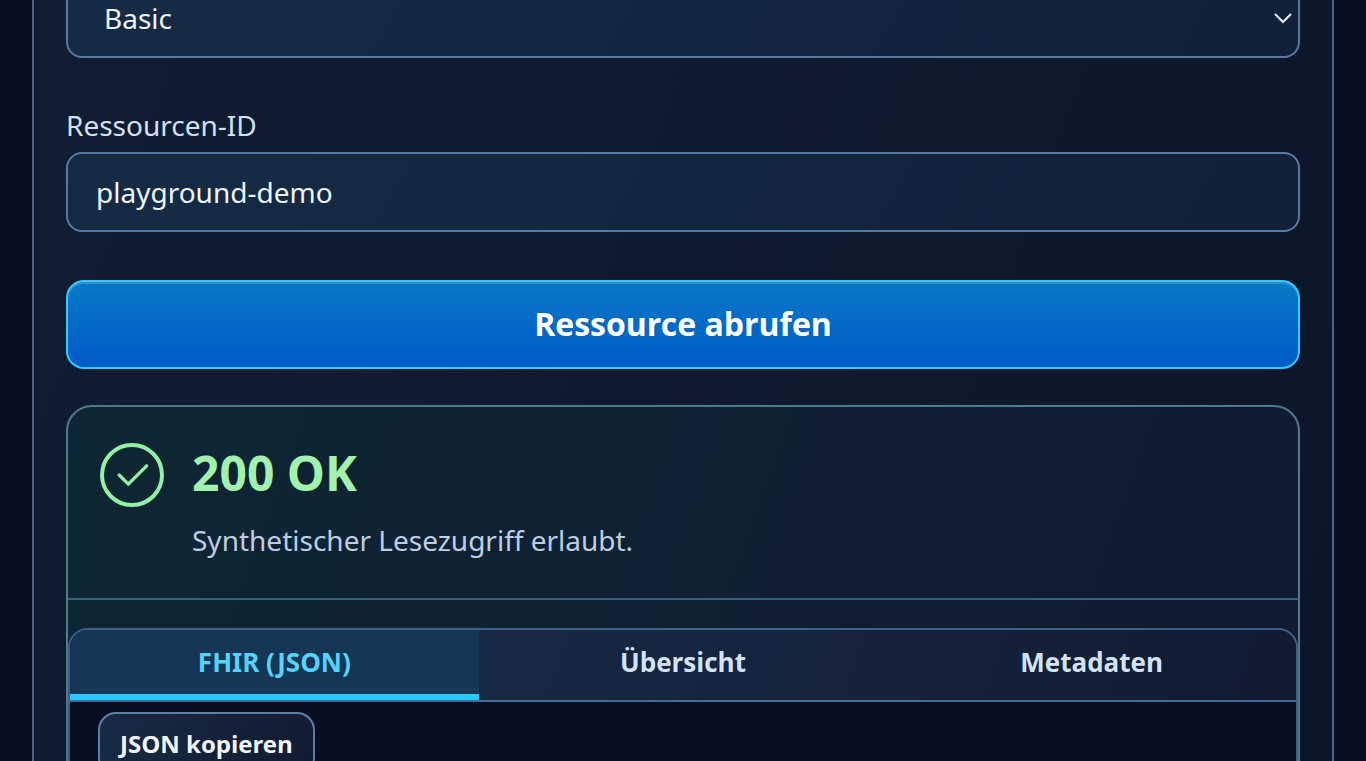 Basic
Ressourcen-ID
playground-demo
Ressource abrufen
200 OK
Synthetischer Lesezugriff erlaubt.
FHIR (JSON)
Übersicht
Metadaten
JSON kopieren